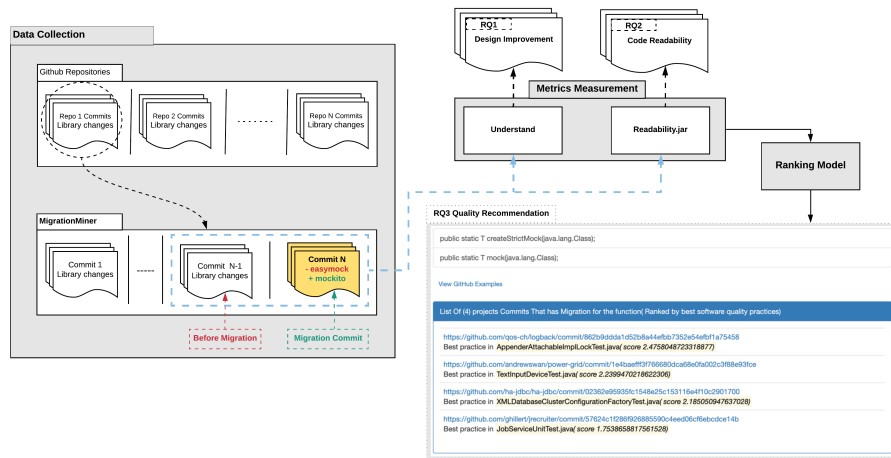 Data Collection
Github Repositories
Repo 1 Commits
Library changes
Repo 2 Commits
Library changes
Repo N Commits
Library changes
MigrationMiner
Commit 1
Library changes
Commit N-1
Library changes
Commit N
- easymock
+ mockito
Before Migration
Migration Commit
RQ1
Design Improvement
RQ2
Code Readability
Metrics Measurement
Understand
Readability.jar
Ranking Model
RQ3 Quality Recommendation
public static T createStrictMock(java.lang.Class);
public static T mock(java.lang.Class);
View GitHub Examples
List Of (4) projects Commits That has Migration for the function( Ranked by best software quality practices)
https://github.com/qos-ch/logback/commit/862b9ddda1d52b8a44efbb7352e54efbf1a75458
Best practice in AppenderAttachableImplLockTest.java( score 2.4758048723318877)
https://github.com/andrewswan/power-grid/commit/1e4baefff3f766680dca68e0fa002c3f88e93fce
Best practice in TextInputDeviceTest.java( score 2.2399470218622306)
https://github.com/ha-jdbc/ha-jdbc/commit/02362e95935fc1548e25c153116e4f10c2901700
Best practice in XMLDatabaseClusterConfigurationFactoryTest.java( score 2.185050947637028)
https://github.com/ghillert/jrecruiter/commit/57624c1f286f926885590c4eed06cf6ebcdce14b
Best practice in JobServiceUnitTest.java( score 1.7538658817561528)